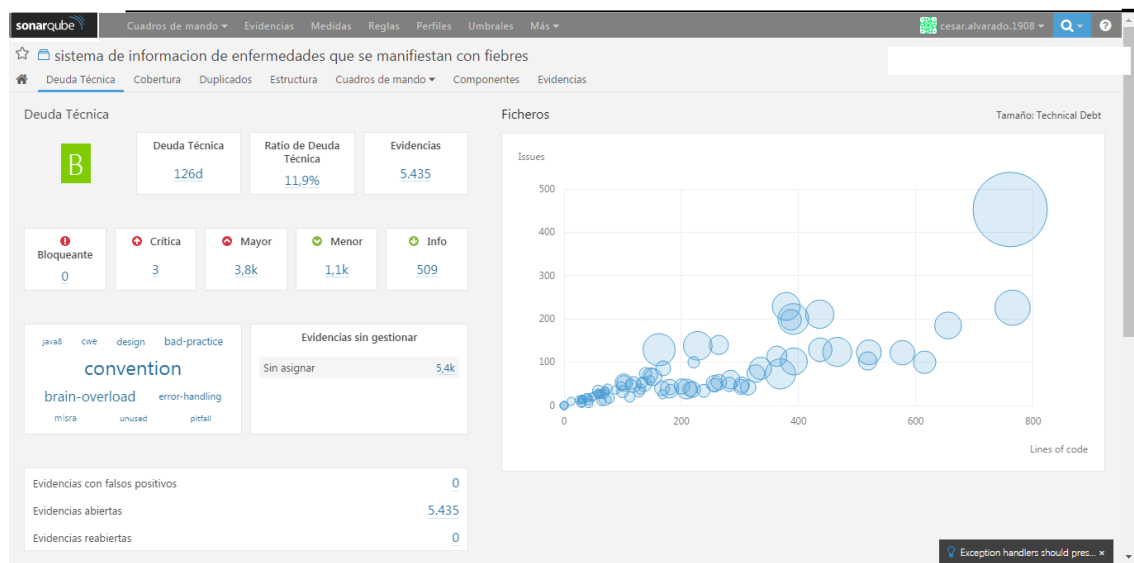 sonarqube Cuadros de mando Evidencias Medidas Reglas Perfiles Umbrales Más cesar.alvarado.1908
sistema de informacion de enfermedades que se manifiestan con fiebres
Deuda Técnica Cobertura Duplicados Estructura Cuadros de mando Componentes Evidencias
Deuda Técnica
B
Deuda Técnica
126d
Ratio de Deuda
Técnica
11,9%
Evidencias
5.435
Bloqueante
0
Crítica
3
Mayor
3,8k
Menor
1,1k
Info
509
java8 cwe design bad-practice
convention
brain-overload error-handling
misra unused pitfall
Evidencias sin gestionar
Sin asignar 5,4k
Evidencias con falsos positivos 0
Evidencias abiertas 5.435
Evidencias reabiertas 0
Ficheros
Tamaño: Technical Debt
Issues
500
400
300
200
100
0
0 200 400 600 800
Lines of code
Exception handlers should pres... ×